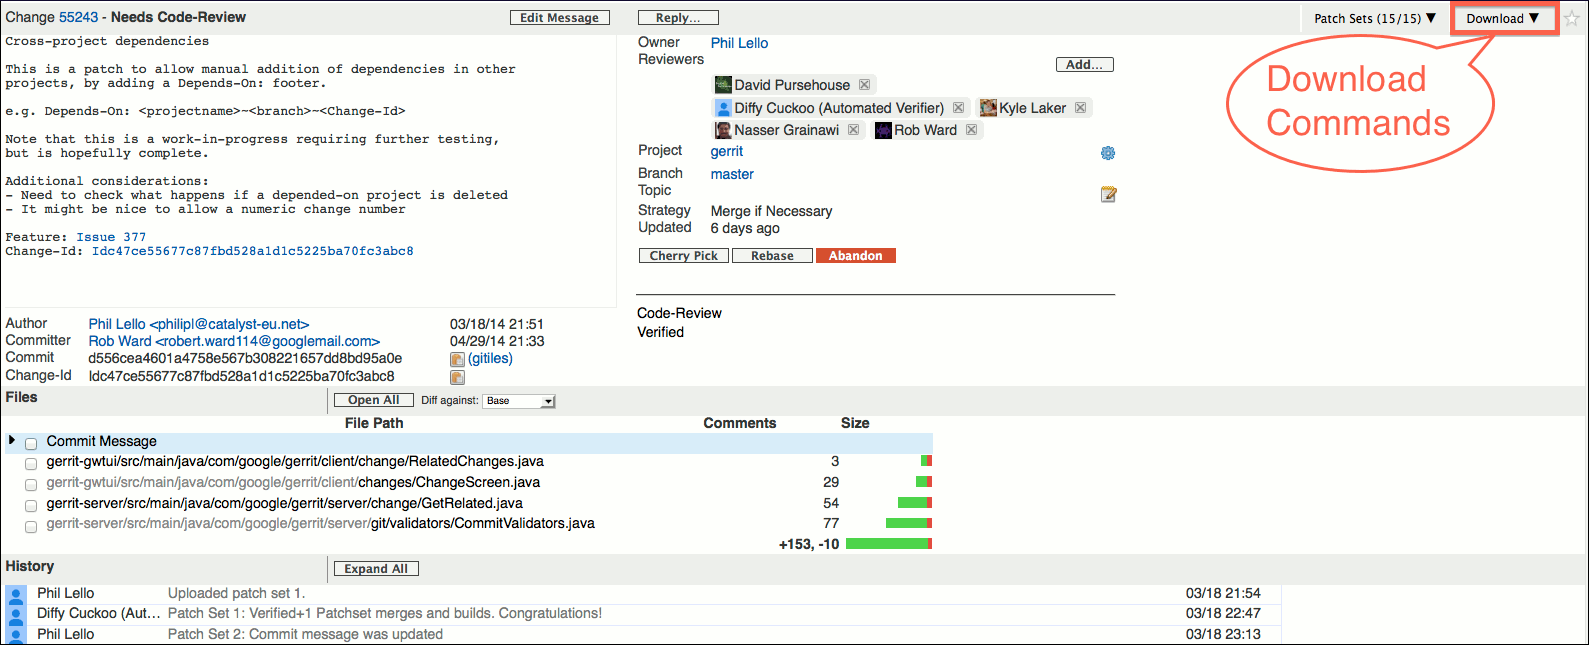 Change 55243 - Needs Code-Review
Edit Message
Reply...
Patch Sets (15/15) ▼
Download ▼
Cross-project dependencies
This is a patch to allow manual addition of dependencies in other
projects, by adding a Depends-On: footer.
e.g. Depends-On: <projectname>~<branch>~<Change-Id>
Note that this is a work-in-progress requiring further testing,
but is hopefully complete.
Additional considerations:
- Need to check what happens if a depended-on project is deleted
- It might be nice to allow a numeric change number
Feature: Issue 377
Change-Id: Idc47ce55677c87fbd528a1d1c5225ba70fc3abc8
Owner Phil Lello
Reviewers
Add...
David Pursehouse
Diffy Cuckoo (Automated Verifier) Kyle Laker
Nasser Grainawi Rob Ward
Project gerrit
Branch master
Topic
Strategy Merge if Necessary
Updated 6 days ago
Cherry Pick Rebase Abandon
Code-Review
Verified
Download
Commands
Author Phil Lello <philipl@catalyst-eu.net> 03/18/14 21:51
Committer Rob Ward <robert.ward114@googlemail.com> 04/29/14 21:33
Commit d556cea4601a4758e567b308221657dd8bd95a0e (gitiles)
Change-Id Idc47ce55677c87fbd528a1d1c5225ba70fc3abc8
Files Open All Diff against: Base
File Path Comments Size
Commit Message
gerrit-gwtui/src/main/java/com/google/gerrit/client/change/RelatedChanges.java 3
gerrit-gwtui/src/main/java/com/google/gerrit/client/changes/ChangeScreen.java 29
gerrit-server/src/main/java/com/google/gerrit/server/change/GetRelated.java 54
gerrit-server/src/main/java/com/google/gerrit/server/git/validators/CommitValidators.java 77
+153, -10
History Expand All
Phil Lello Uploaded patch set 1. 03/18 21:54
Diffy Cuckoo (Aut... Patch Set 1: Verified+1 Patchset merges and builds. Congratulations! 03/18 22:47
Phil Lello Patch Set 2: Commit message was updated 03/18 23:13